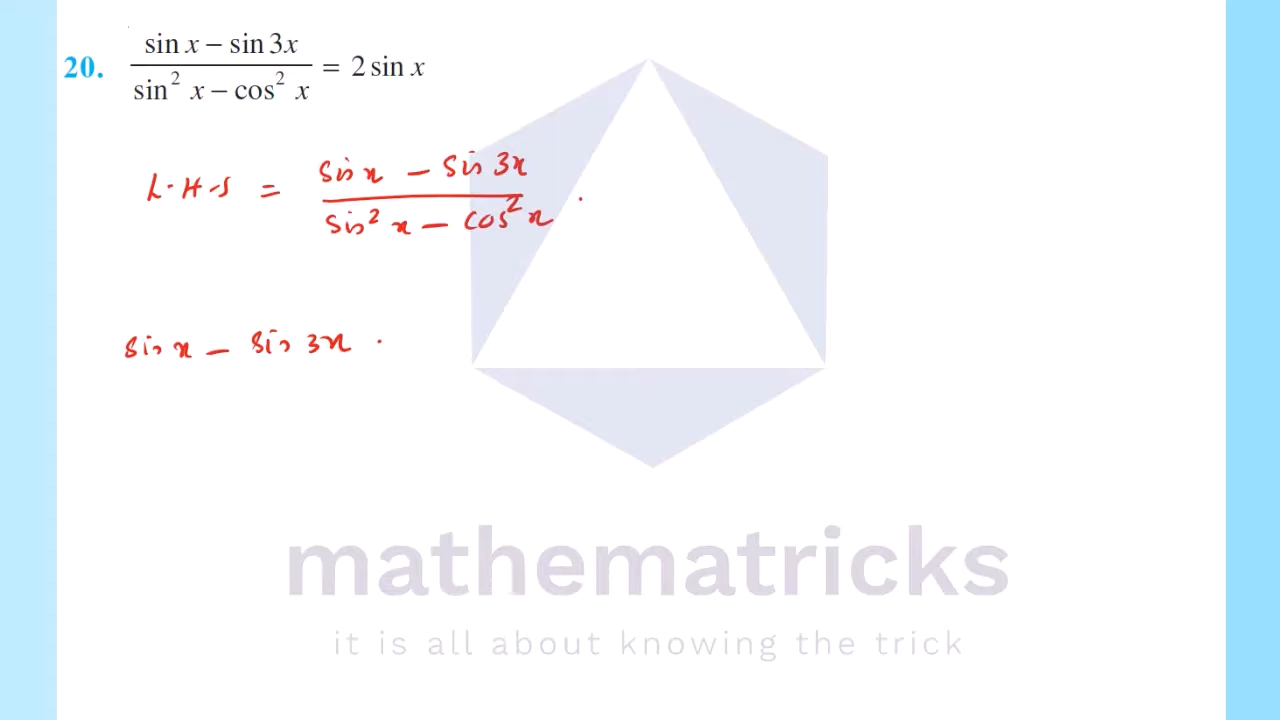 20. (sin x − sin 3x)/(sin² x − cos² x) = 2 sin x
L.H.S = (sin x − sin 3x)/(sin² x − cos² x) .
sin x − sin 3x .
mathematricks
it is all about knowing the trick